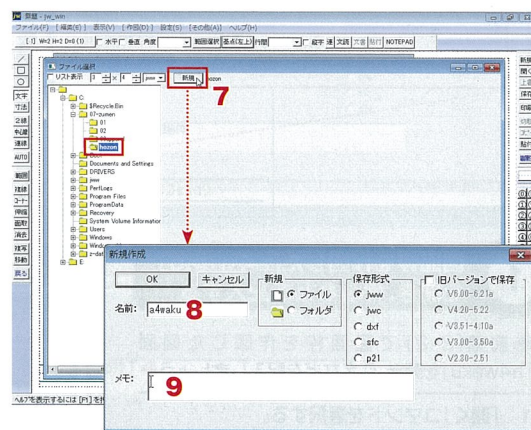 無題 - jw_win
ファイル(F) [編集(E)] 表示(V) [作図(D)] 設定(S) [その他(A)] ヘルプ(H)
[.1] W=2 H=2 D=0 (1) 水平 垂直 角度 範囲選択 基点(左上) 行間 縦字 連 文読 文書 貼付 NOTEPAD
ファイル選択
リスト表示 3 × 6 jww 新規 hozon
7
文字
寸法
2線
中心線
連線
AUTO
範囲
複線
コーナー
伸縮
面取
消去
複写
移動
戻る
C:
$Recycle.Bin
07-zumen
01
02
hozon
Documents and Settings
DRIVERS
jww
PerfLogs
Program Files
ProgramData
Recovery
System Volume Informatior
Users
Windows
z-dat
E:
新規作成
OK キャンセル
新規
ファイル
フォルダ
保存形式
jww
jwc
dxf
sfc
p21
旧バージョンで保存
V6.00-6.21a
V4.20-5.22
V3.51-4.10a
V3.00-3.50a
V2.30-2.51
名前: a4waku
8
メモ:
9
ヘルプを表示するには [F1] を押